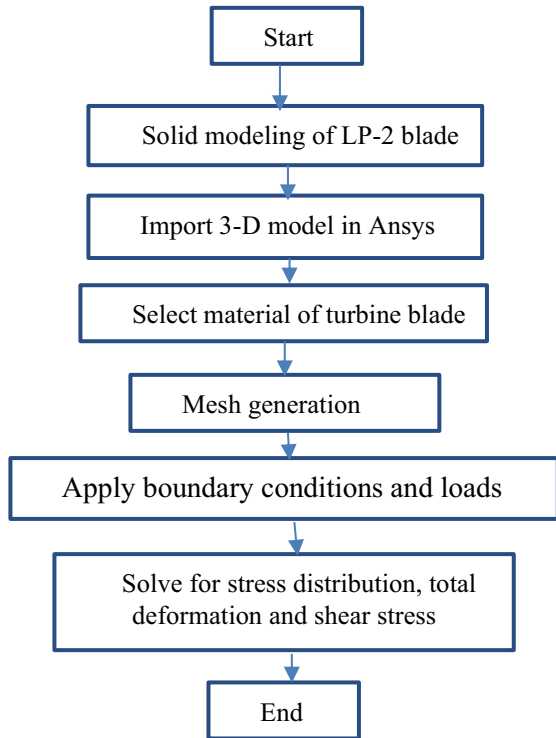 Start
Solid modeling of LP-2 blade
Import 3-D model in Ansys
Select material of turbine blade
Mesh generation
Apply boundary conditions and loads
Solve for stress distribution, total
deformation and shear stress
End